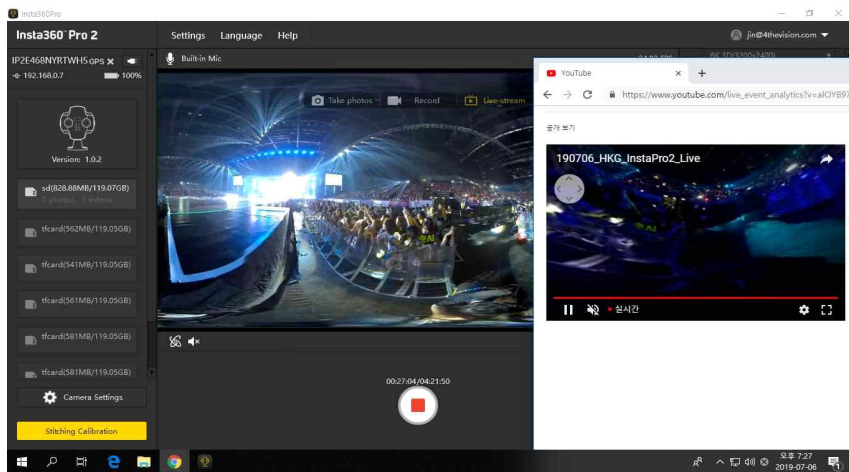 Insta360Pro
Insta360 Pro 2
Settings Language Help
jin@4thevision.com
IP2E468NYRTWH5 GPS X
192.168.0.7 100%
Built-in Mic
6K 3D(3200x2400)
Take photos
Record
Live-stream
Version: 1.0.2
sd(828.88MB/119.07GB)
0 photos, 1 videos
tfcard(562MB/119.05GB)
tfcard(541MB/119.05GB)
tfcard(561MB/119.05GB)
tfcard(581MB/119.05GB)
tfcard(581MB/119.05GB)
Camera Settings
Stitching Calibration
00:27:04/04:21:50
YouTube
https://www.youtube.com/live_event_analytics?v=
공개 보기
190706_HKG_InstaPro2_Live
실시간
오후 7:27
2019-07-06